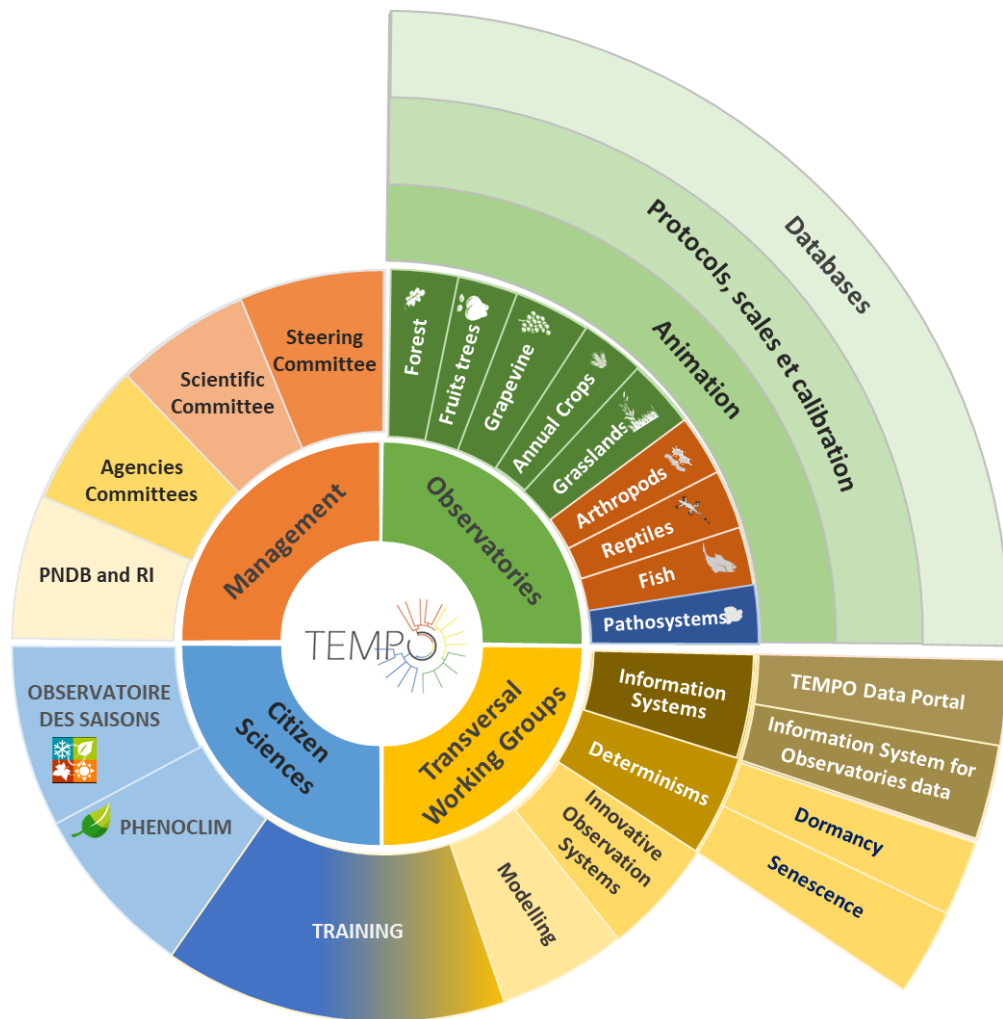 Databases
Protocols, scales et calibration
Animation
Steering
Committee
Scientific
Committee
Agencies
Committees
PNDB and RI
Forest
Fruits trees
Grapevine
Annual Crops
Grasslands
Arthropods
Reptiles
Fish
Pathosystems
Management
Observatories
TEMPO
Citizen
Sciences
Transversal
Working Groups
OBSERVATOIRE
DES SAISONS
PHENOCLIM
TRAINING
Modelling
Innovative
Observation
Systems
Determinisms
Information
Systems
TEMPO Data Portal
Information System for
Observatories data
Dormancy
Senescence